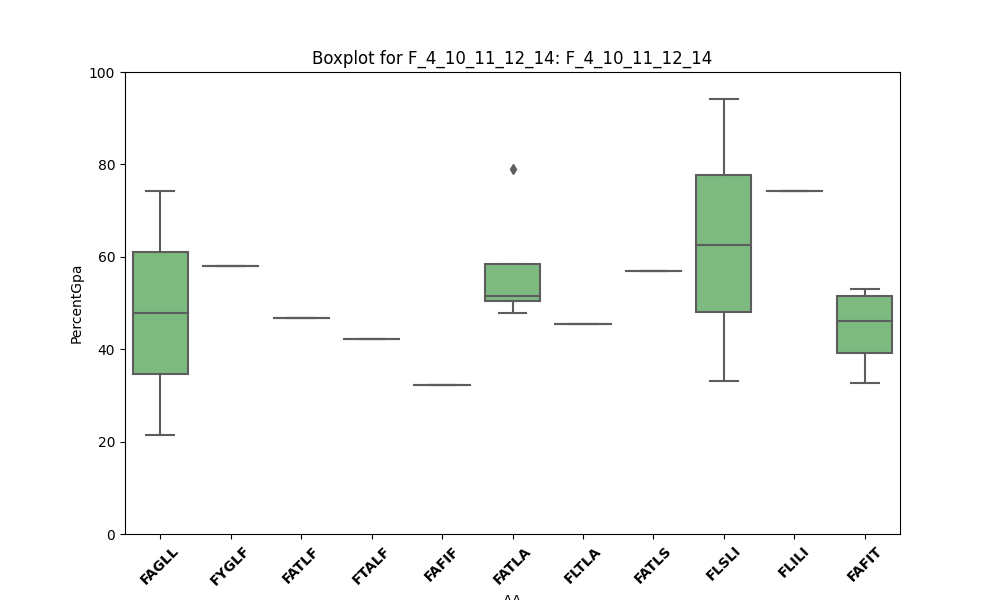 Boxplot for F_4_10_11_12_14: F_4_10_11_12_14
100
80
60
40
20
0
PercentGpa
FAGLL
FYGLF
FATLF
FTALF
FAFIF
FATLA
FLTLA
FATLS
FLSLI
FLILI
FAFIT
AA